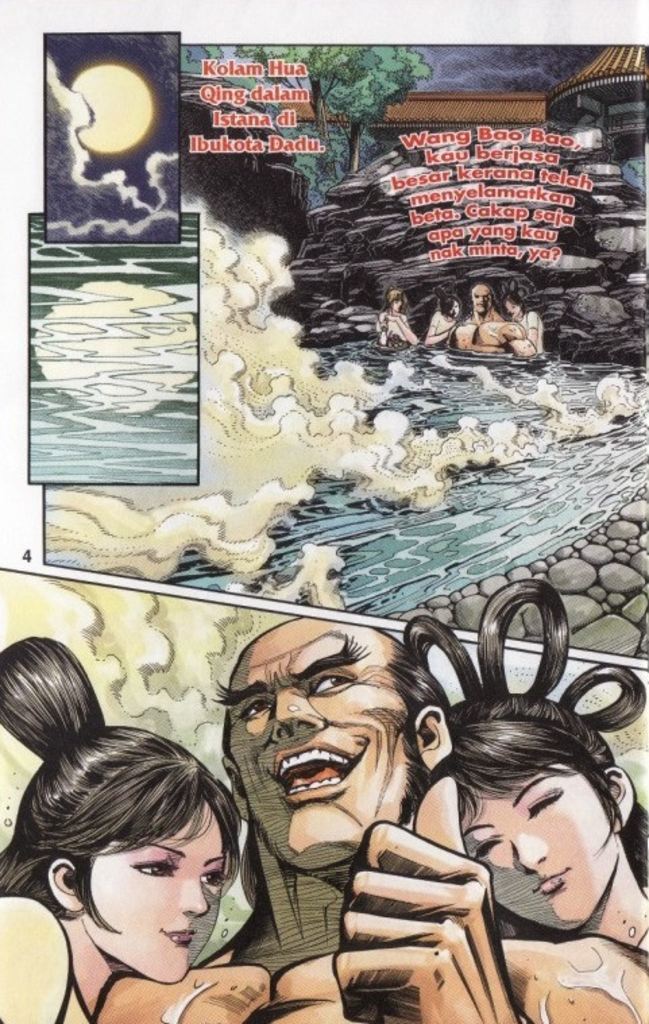 Kolam Hua
Qing dalam
Istana di
Ibukota Dadu.
Wang Bao Bao,
kau berjasa
besar kerana telah
menyelamatkan
beta. Cakap saja
apa yang kau
nak minta, ya?
4